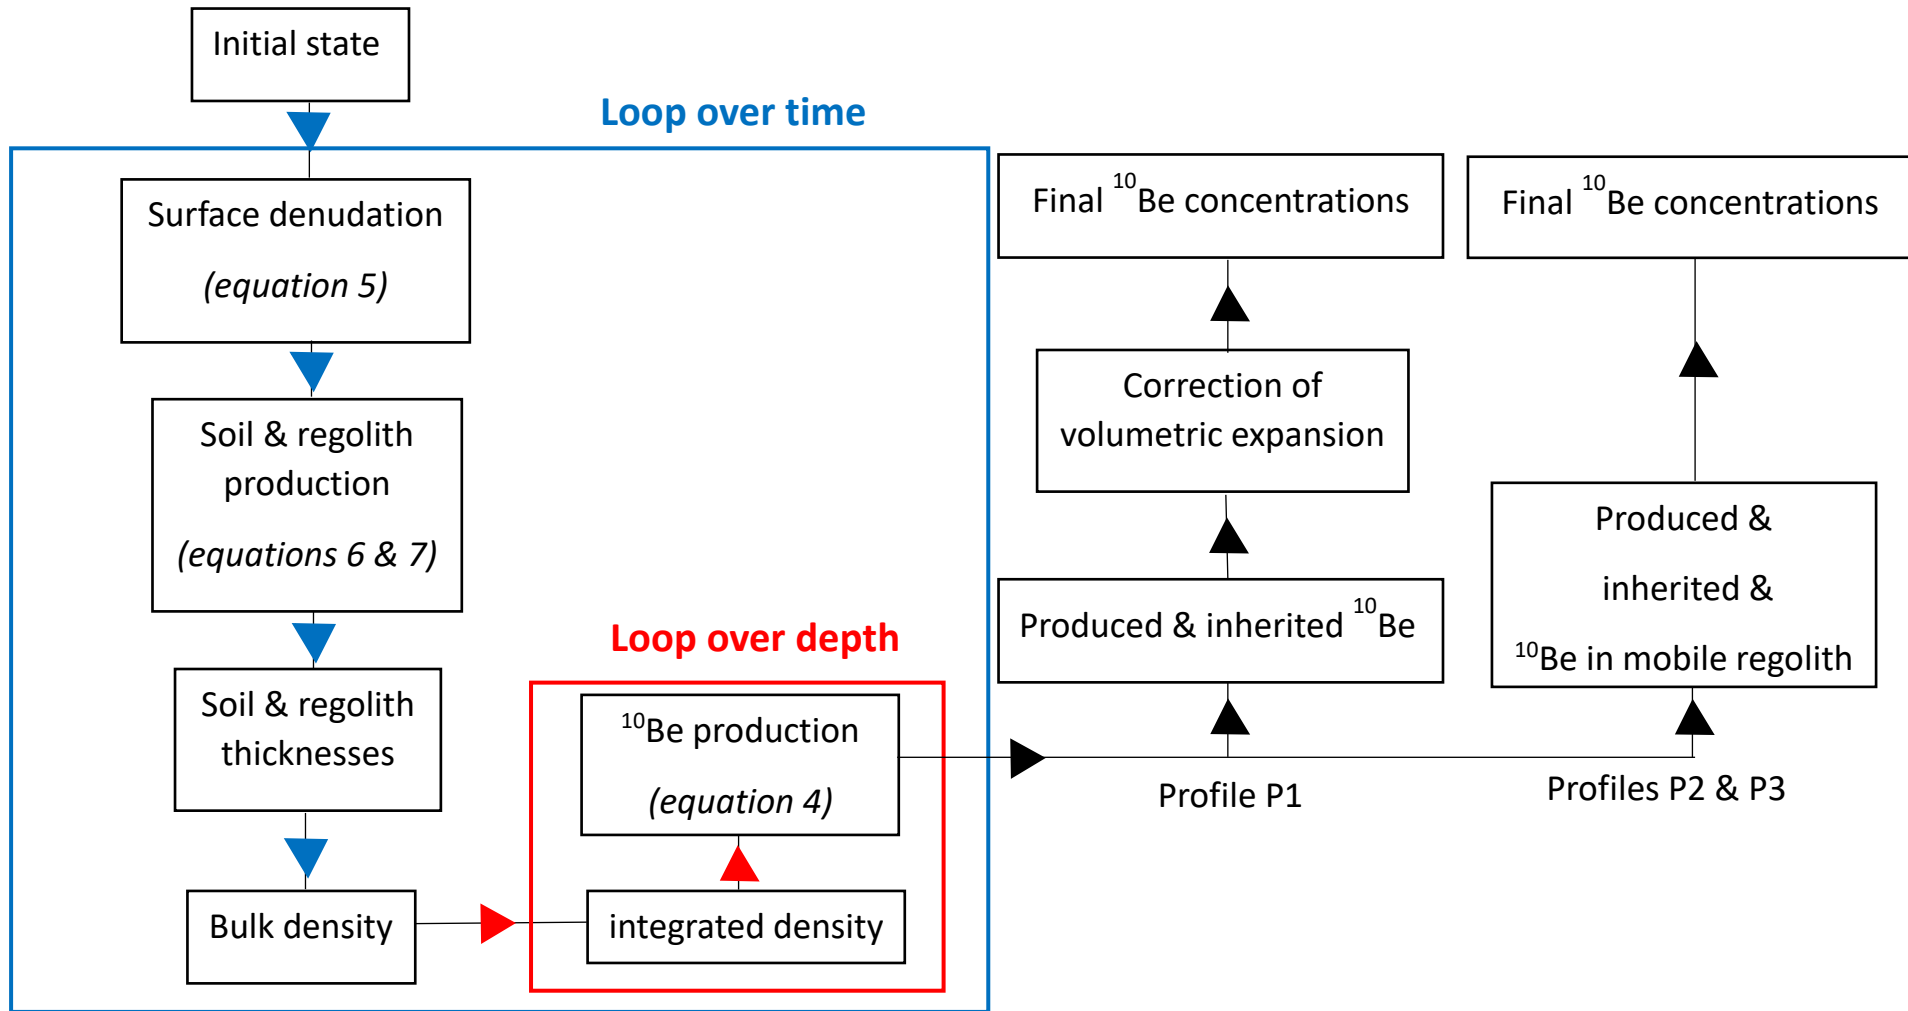 Initial state
Loop over time
Surface denudation
(equation 5)
Soil & regolith
production
(equations 6 & 7)
Soil & regolith
thicknesses
Bulk density
Loop over depth
¹⁰Be production
(equation 4)
integrated density
Final ¹⁰Be concentrations
Correction of
volumetric expansion
Produced & inherited ¹⁰Be
Profile P1
Final ¹⁰Be concentrations
Produced &
inherited &
¹⁰Be in mobile regolith
Profiles P2 & P3